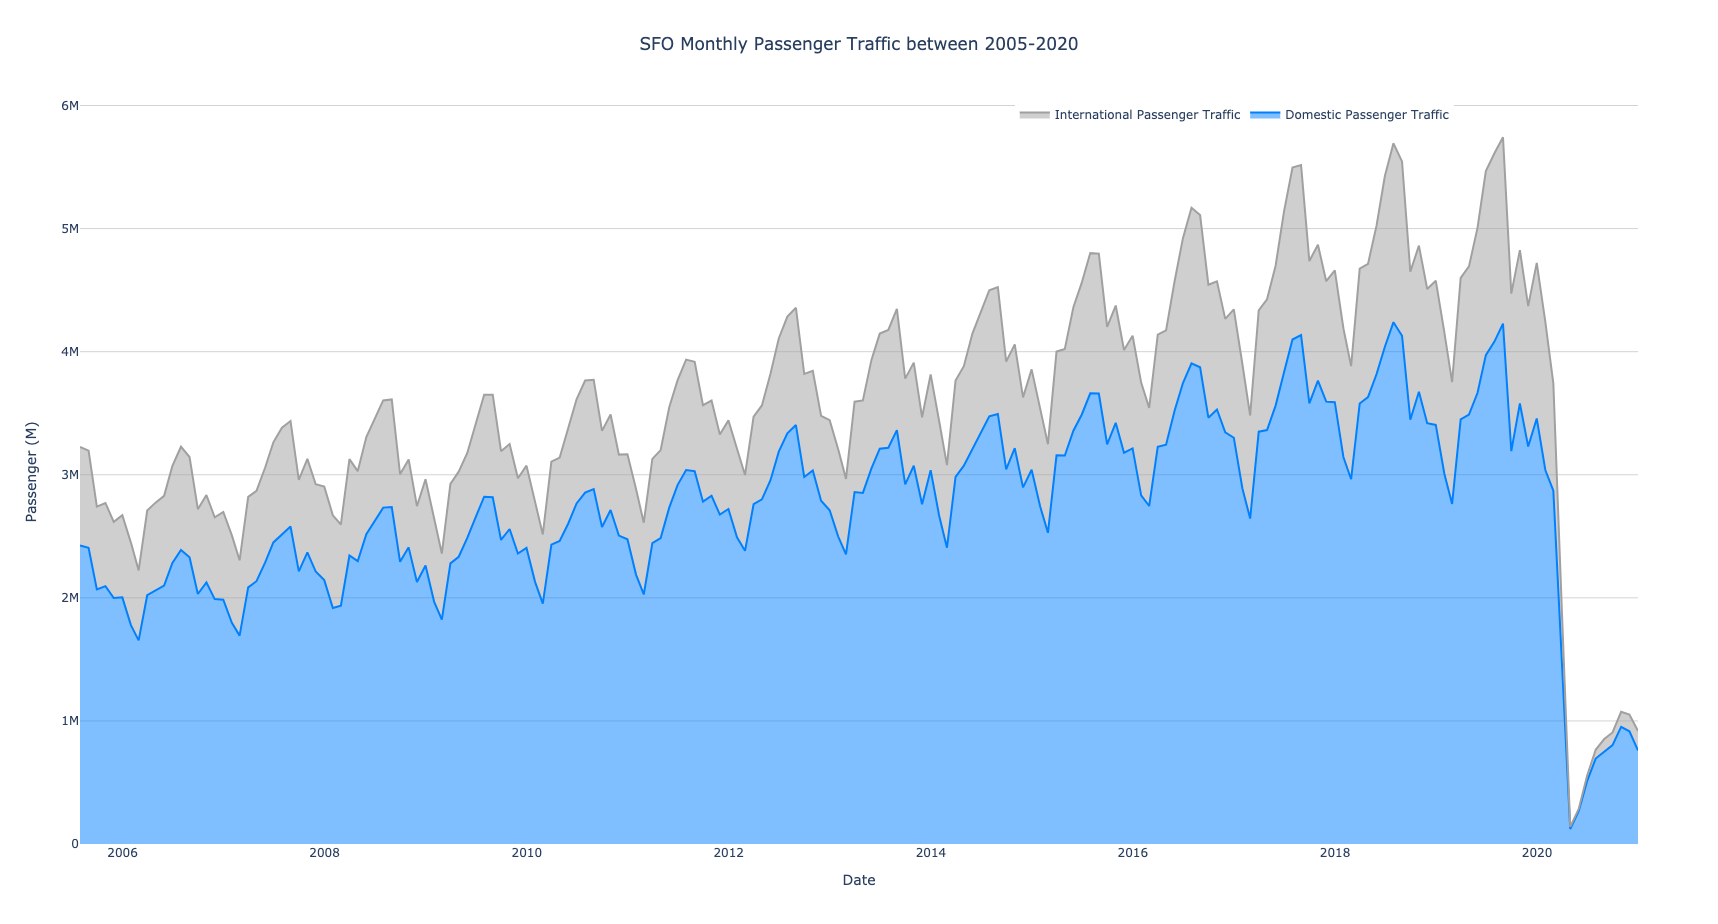 SFO Monthly Passenger Traffic between 2005-2020
International Passenger Traffic Domestic Passenger Traffic
6M
5M
4M
3M
2M
1M
0
Passenger (M)
2006 2008 2010 2012 2014 2016 2018 2020
Date